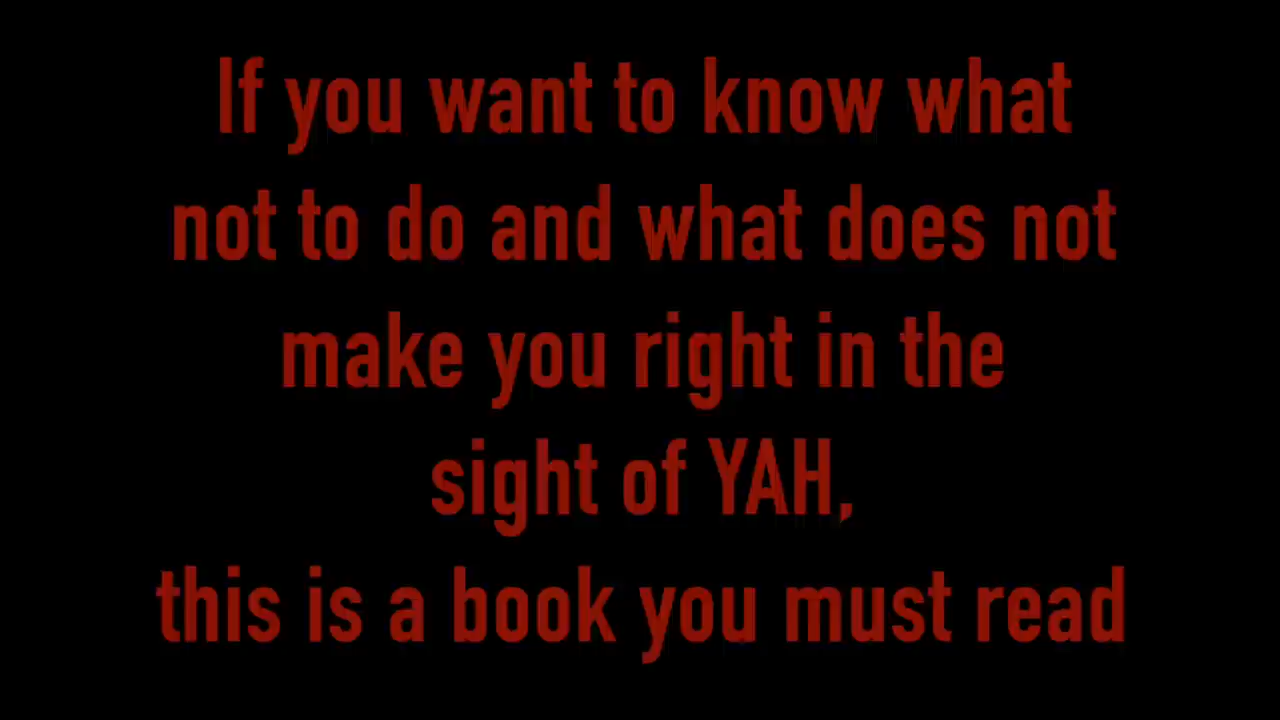 If you want to know what
not to do and what does not
make you right in the
sight of YAH,
this is a book you must read